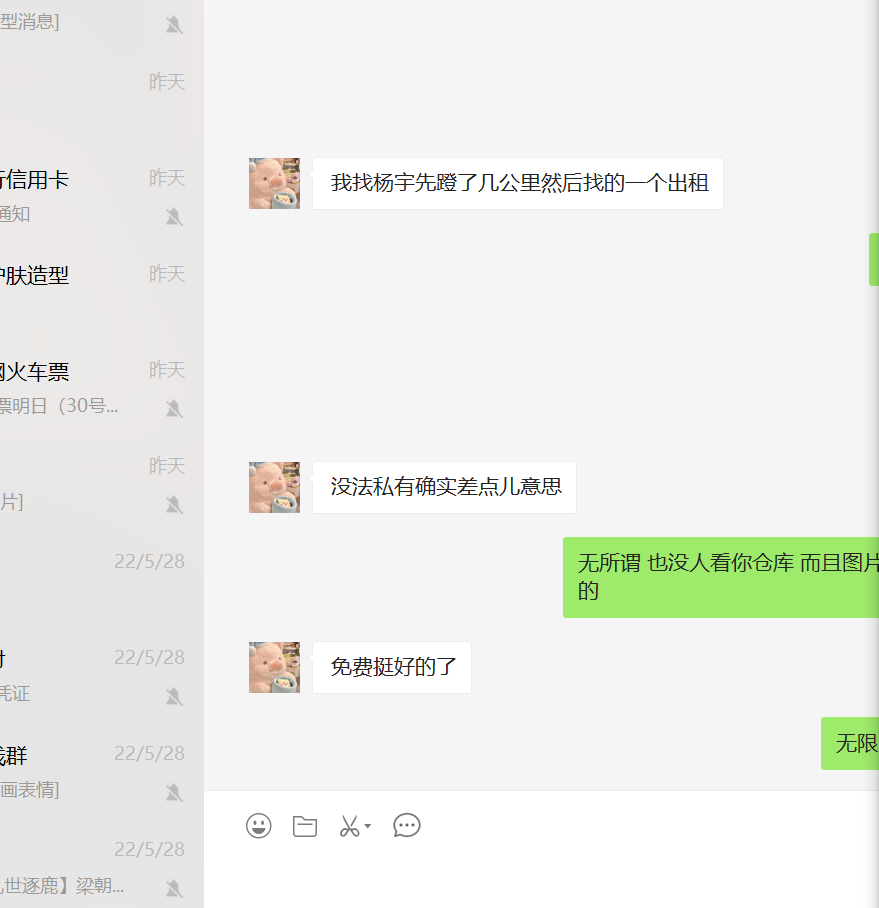 型消息]
昨天
行信用卡
昨天
通知
护肤造型
昨天
网火车票
昨天
票明日（30号...
昨天
片]
22/5/28
付
22/5/28
凭证
钱群
22/5/28
画表情]
22/5/28
乱世逐鹿】梁朝...
我找杨宇先蹬了几公里然后找的一个出租
没法私有确实差点儿意思
无所谓 也没人看你仓库 而且图片
的
免费挺好的了
无限